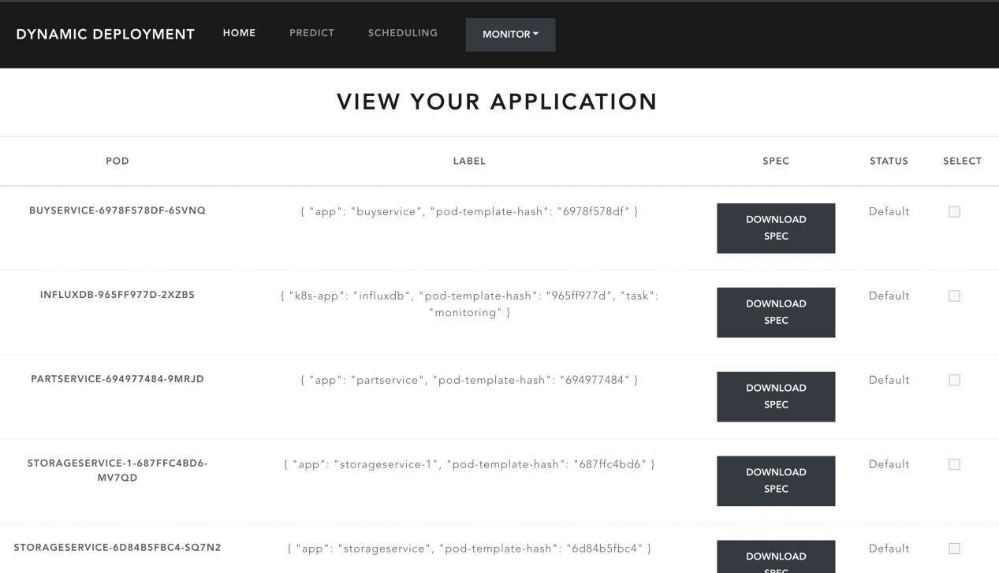 DYNAMIC DEPLOYMENT HOME PREDICT SCHEDULING MONITOR
VIEW YOUR APPLICATION
POD LABEL SPEC STATUS SELECT
BUYSERVICE-6978F578DF-6SVNQ { "app": "buyservice", "pod-template-hash": "6978f578df" } DOWNLOAD SPEC Default
INFLUXDB-965FF977D-2XZBS { "k8s-app": "influxdb", "pod-template-hash": "965ff977d", "task":
"monitoring" } DOWNLOAD SPEC Default
PARTSERVICE-694977484-9MRJD { "app": "partservice", "pod-template-hash": "694977484" } DOWNLOAD SPEC Default
STORAGESERVICE-1-687FFC4BD6-
MV7QD { "app": "storageservice-1", "pod-template-hash": "687ffc4bd6" } DOWNLOAD SPEC Default
STORAGESERVICE-6D84B5FBC4-SQ7N2 { "app": "storageservice", "pod-template-hash": "6d84b5fbc4" } DOWNLOAD SPEC Default